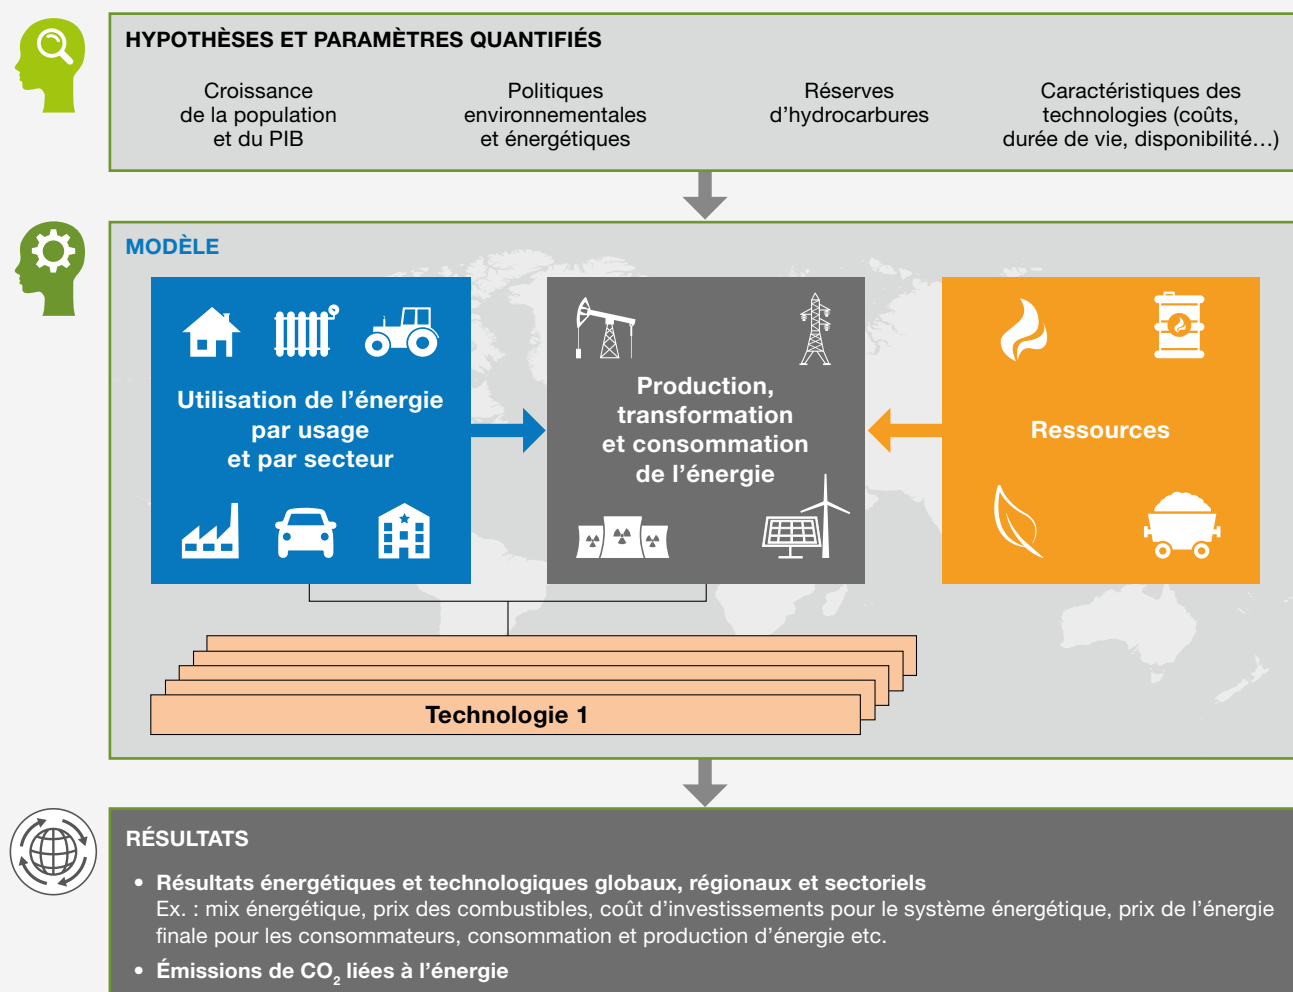 HYPOTHÈSES ET PARAMÈTRES QUANTIFIÉS
Croissance
de la population
et du PIB
Politiques
environnementales
et énergétiques
Réserves
d’hydrocarbures
Caractéristiques des
technologies (coûts,
durée de vie, disponibilité…)
MODÈLE
Utilisation de l’énergie
par usage
et par secteur
Production,
transformation
et consommation
de l’énergie
Ressources
Technologie 1
RÉSULTATS
• Résultats énergétiques et technologiques globaux, régionaux et sectoriels
Ex. : mix énergétique, prix des combustibles, coût d’investissements pour le système énergétique, prix de l’énergie
finale pour les consommateurs, consommation et production d’énergie etc.
• Émissions de CO₂ liées à l’énergie